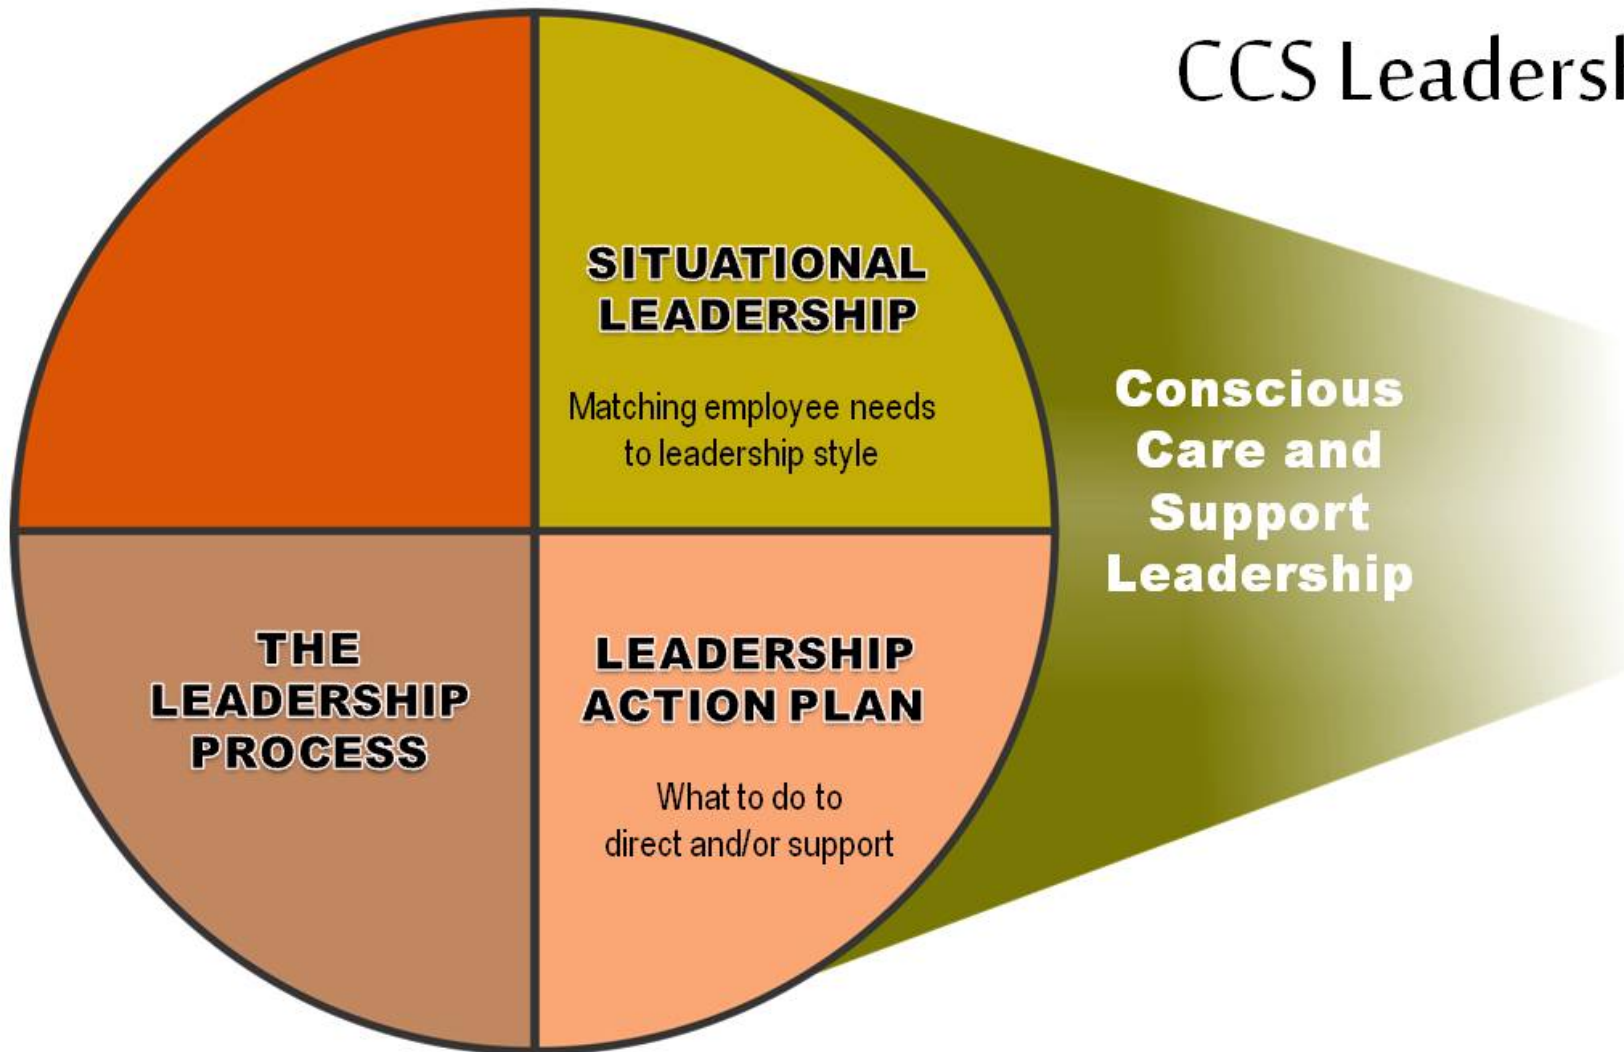 CCS Leadersh
SITUATIONAL
LEADERSHIP
Matching employee needs
to leadership style
Conscious
Care and
Support
Leadership
THE
LEADERSHIP
PROCESS
LEADERSHIP
ACTION PLAN
What to do to
direct and/or support